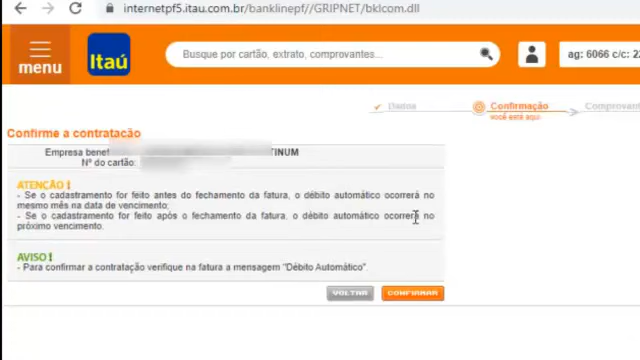 internetpf5.itau.com.br/banklinepf//GRIPNET/bklcom.dll
menu
Itaú
Busque por cartão, extrato, comprovantes...
ag: 6066 c/c: 2
Dados
Confirmação
você está aqui
Comprovan
Confirme a contratação
Empresa benef
TINUM
Nº do cartão:
ATENÇÃO !
- Se o cadastramento for feito antes do fechamento da fatura, o débito automático ocorrerá no
mesmo mês na data de vencimento;
- Se o cadastramento for feito após o fechamento da fatura, o débito automático ocorrerá no
próximo vencimento.
AVISO !
- Para confirmar a contratação verifique na fatura a mensagem "Débito Automático".
VOLTAR
CONFIRMAR